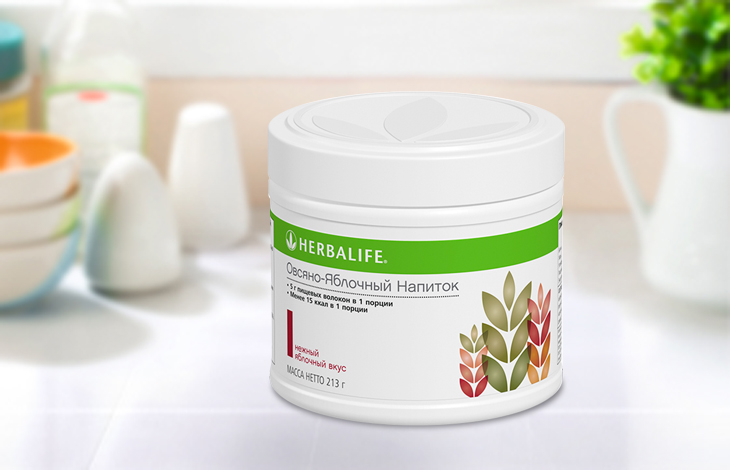 HERBALIFE®
Овсяно-Яблочный Напиток
• 5 г пищевых волокон в 1 порции
• Менее 15 ккал в 1 порции
нежный
яблочный вкус
МАССА НЕТТО 213 г